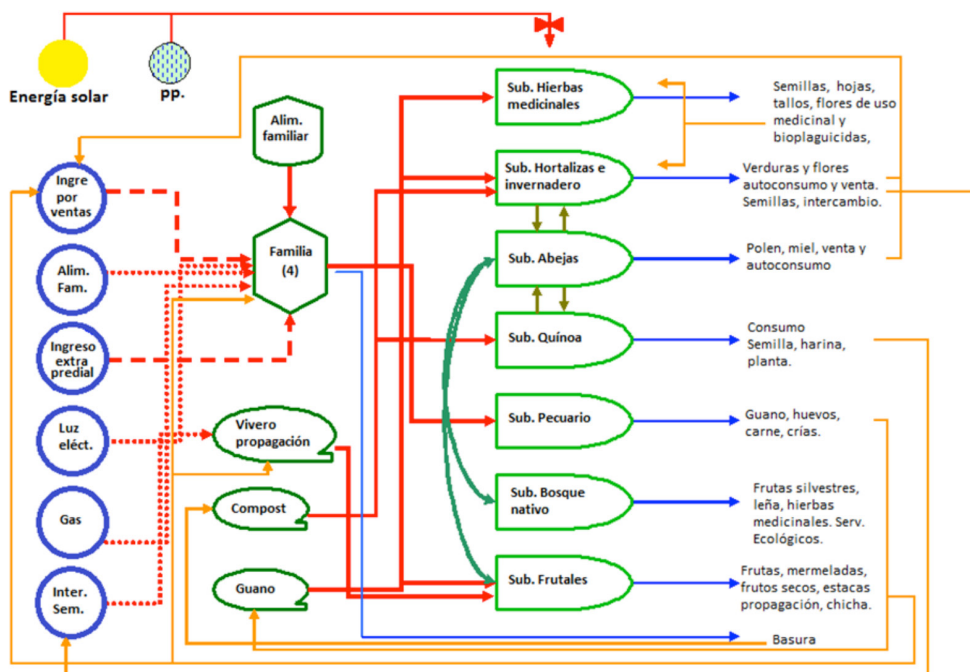 Energía solar
pp.
Alim.
familiar
Ingre
por
ventas
Alim.
Fam.
Ingreso
extra
predial
Luz
eléct.
Gas
Inter.
Sem.
Familia
(4)
Vivero
propagación
Compost
Guano
Sub. Hierbas
medicinales
Sub. Hortalizas e
invernadero
Sub. Abejas
Sub. Quínoa
Sub. Pecuario
Sub. Bosque
nativo
Sub. Frutales
Semillas, hojas,
tallos, flores de uso
medicinal y
bioplaguicidas,
Verduras y flores
autoconsumo y venta.
Semillas, intercambio.
Polen, miel, venta y
autoconsumo
Consumo
Semilla, harina,
planta.
Guano, huevos,
carne, crías.
Frutas silvestres,
leña, hierbas
medicinales. Serv.
Ecológicos.
Frutas, mermeladas,
frutos secos, estacas
propagación, chicha.
Basura